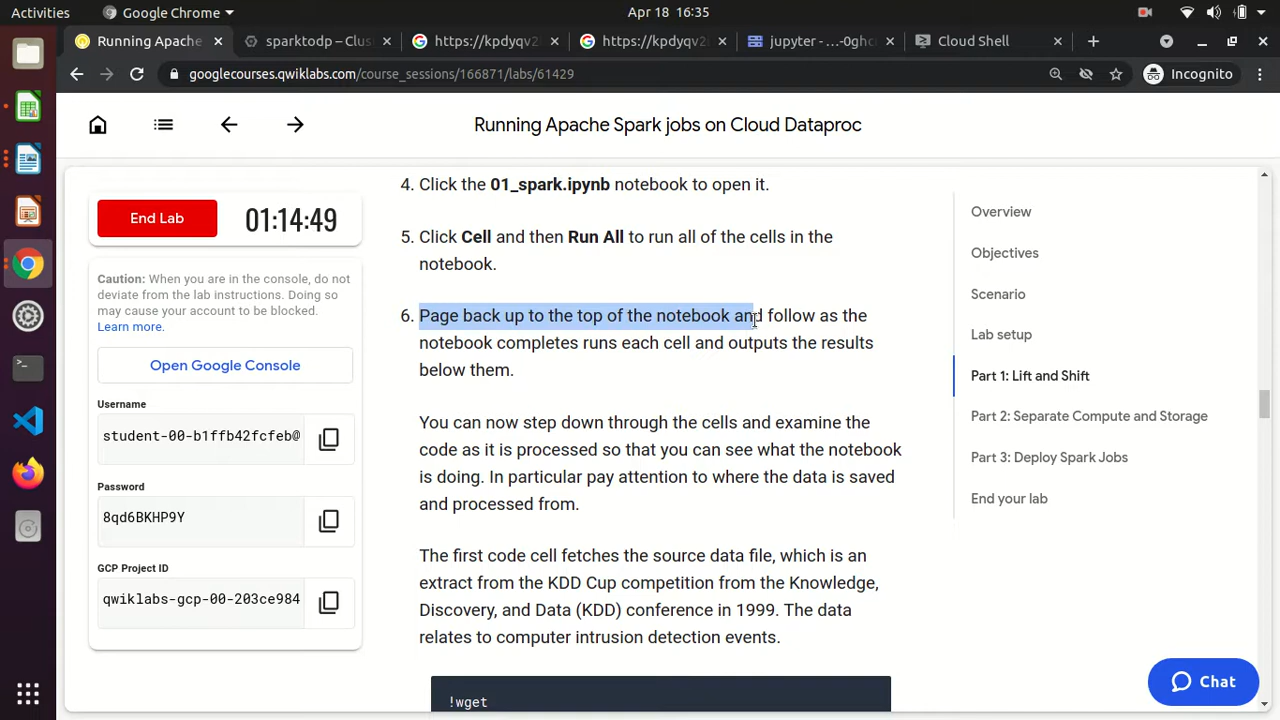 Activities
Google Chrome
Apr 18 16:35
Running Apache
sparktodp – Clus
https://kpdyqv2
https://kpdyqv2
jupyter - ...-0ghc
Cloud Shell
googlecourses.qwiklabs.com/course_sessions/166871/labs/61429
Incognito
Running Apache Spark jobs on Cloud Dataproc
End Lab
01:14:49
Caution: When you are in the console, do not
deviate from the lab instructions. Doing so
may cause your account to be blocked.
Learn more.
Open Google Console
Username
student-00-b1ffb42fcfeb@
Password
8qd6BKHP9Y
GCP Project ID
qwiklabs-gcp-00-203ce984
4. Click the 01_spark.ipynb notebook to open it.
5. Click Cell and then Run All to run all of the cells in the
notebook.
6. Page back up to the top of the notebook and follow as the
notebook completes runs each cell and outputs the results
below them.
You can now step down through the cells and examine the
code as it is processed so that you can see what the notebook
is doing. In particular pay attention to where the data is saved
and processed from.
The first code cell fetches the source data file, which is an
extract from the KDD Cup competition from the Knowledge,
Discovery, and Data (KDD) conference in 1999. The data
relates to computer intrusion detection events.
!wget
Overview
Objectives
Scenario
Lab setup
Part 1: Lift and Shift
Part 2: Separate Compute and Storage
Part 3: Deploy Spark Jobs
End your lab
Chat